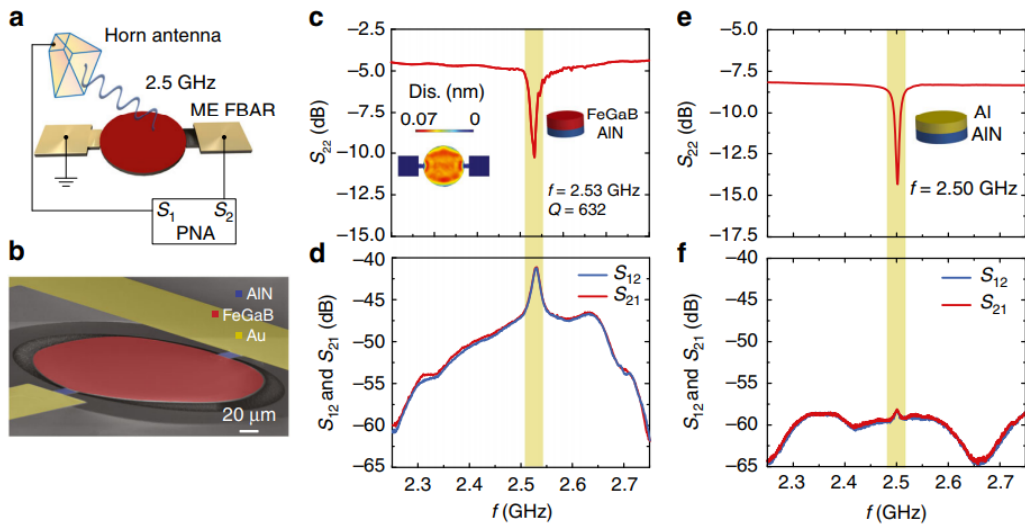 a
Horn antenna
2.5 GHz
ME FBAR
S1 S2
PNA
b
AlN
FeGaB
Au
20 μm
c
−2.5
−5.0
−7.5
−10.0
−12.5
−15.0
S22 (dB)
Dis. (nm)
0.07 0
FeGaB
AlN
f = 2.53 GHz
Q = 632
d
−40
−45
−50
−55
−60
−65
S12 and S21 (dB)
S12
S21
2.3 2.4 2.5 2.6 2.7
f (GHz)
e
−5.0
−7.5
−10.0
−12.5
−15.0
−17.5
S22 (dB)
Al
AlN
f = 2.50 GHz
f
−40
−45
−50
−55
−60
−65
S12 and S21 (dB)
S12
S21
2.3 2.4 2.5 2.6 2.7
f (GHz)